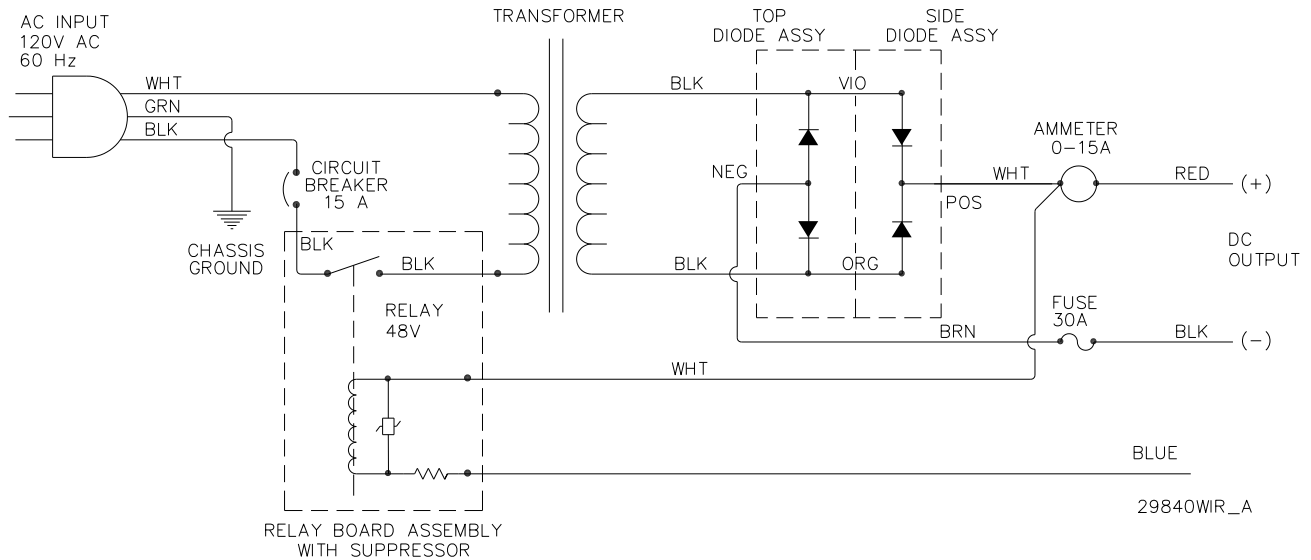 AC INPUT
120V AC
60 Hz
TRANSFORMER
TOP
DIODE ASSY
SIDE
DIODE ASSY
WHT
GRN
BLK
BLK
VIO
AMMETER
0-15A
CIRCUIT
BREAKER
15 A
NEG
WHT
RED
(+)
POS
CHASSIS
GROUND
BLK
BLK
BLK
ORG
DC
OUTPUT
RELAY
48V
FUSE
30A
BRN
BLK
(-)
WHT
BLUE
29840WIR_A
RELAY BOARD ASSEMBLY
WITH SUPPRESSOR